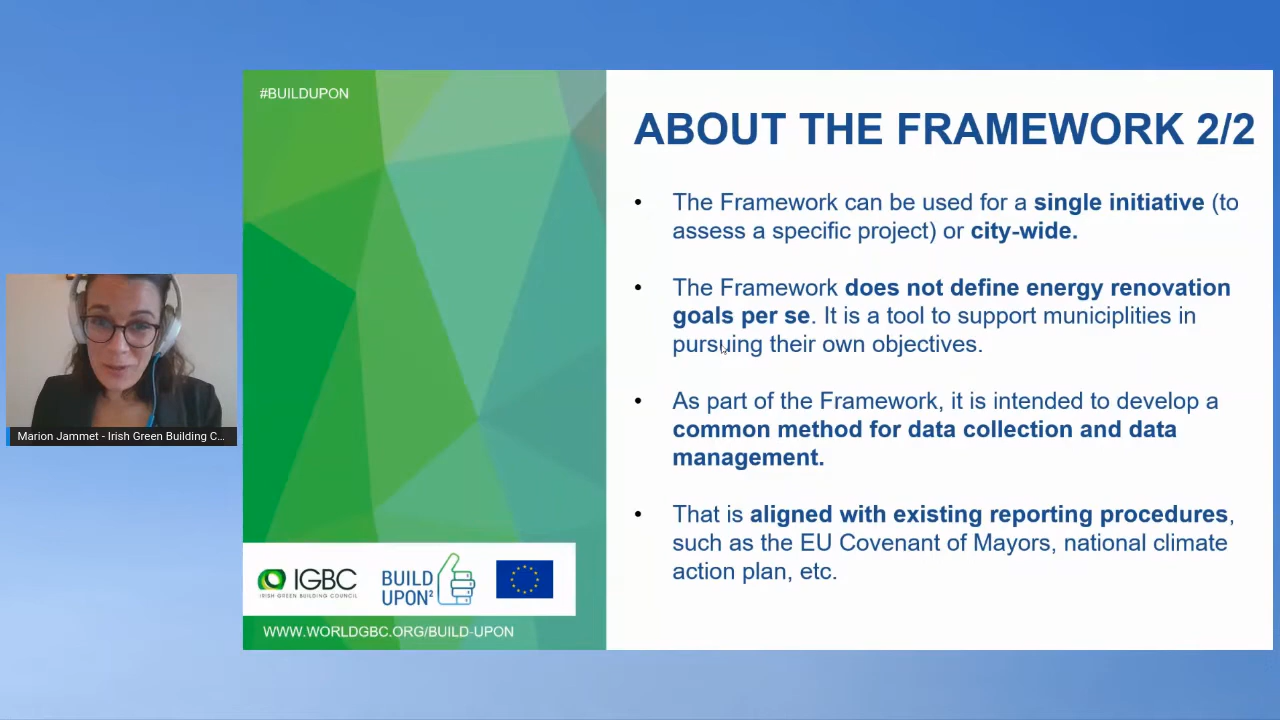 #BUILDUPON
ABOUT THE FRAMEWORK 2/2
• The Framework can be used for a single initiative (to
assess a specific project) or city-wide.
• The Framework does not define energy renovation
goals per se. It is a tool to support municiplities in
pursuing their own objectives.
• As part of the Framework, it is intended to develop a
common method for data collection and data
management.
• That is aligned with existing reporting procedures,
such as the EU Covenant of Mayors, national climate
action plan, etc.
Marion Jammet - Irish Green Building C...
IGBC
IRISH GREEN BUILDING COUNCIL
BUILD
UPON²
WWW.WORLDGBC.ORG/BUILD-UPON